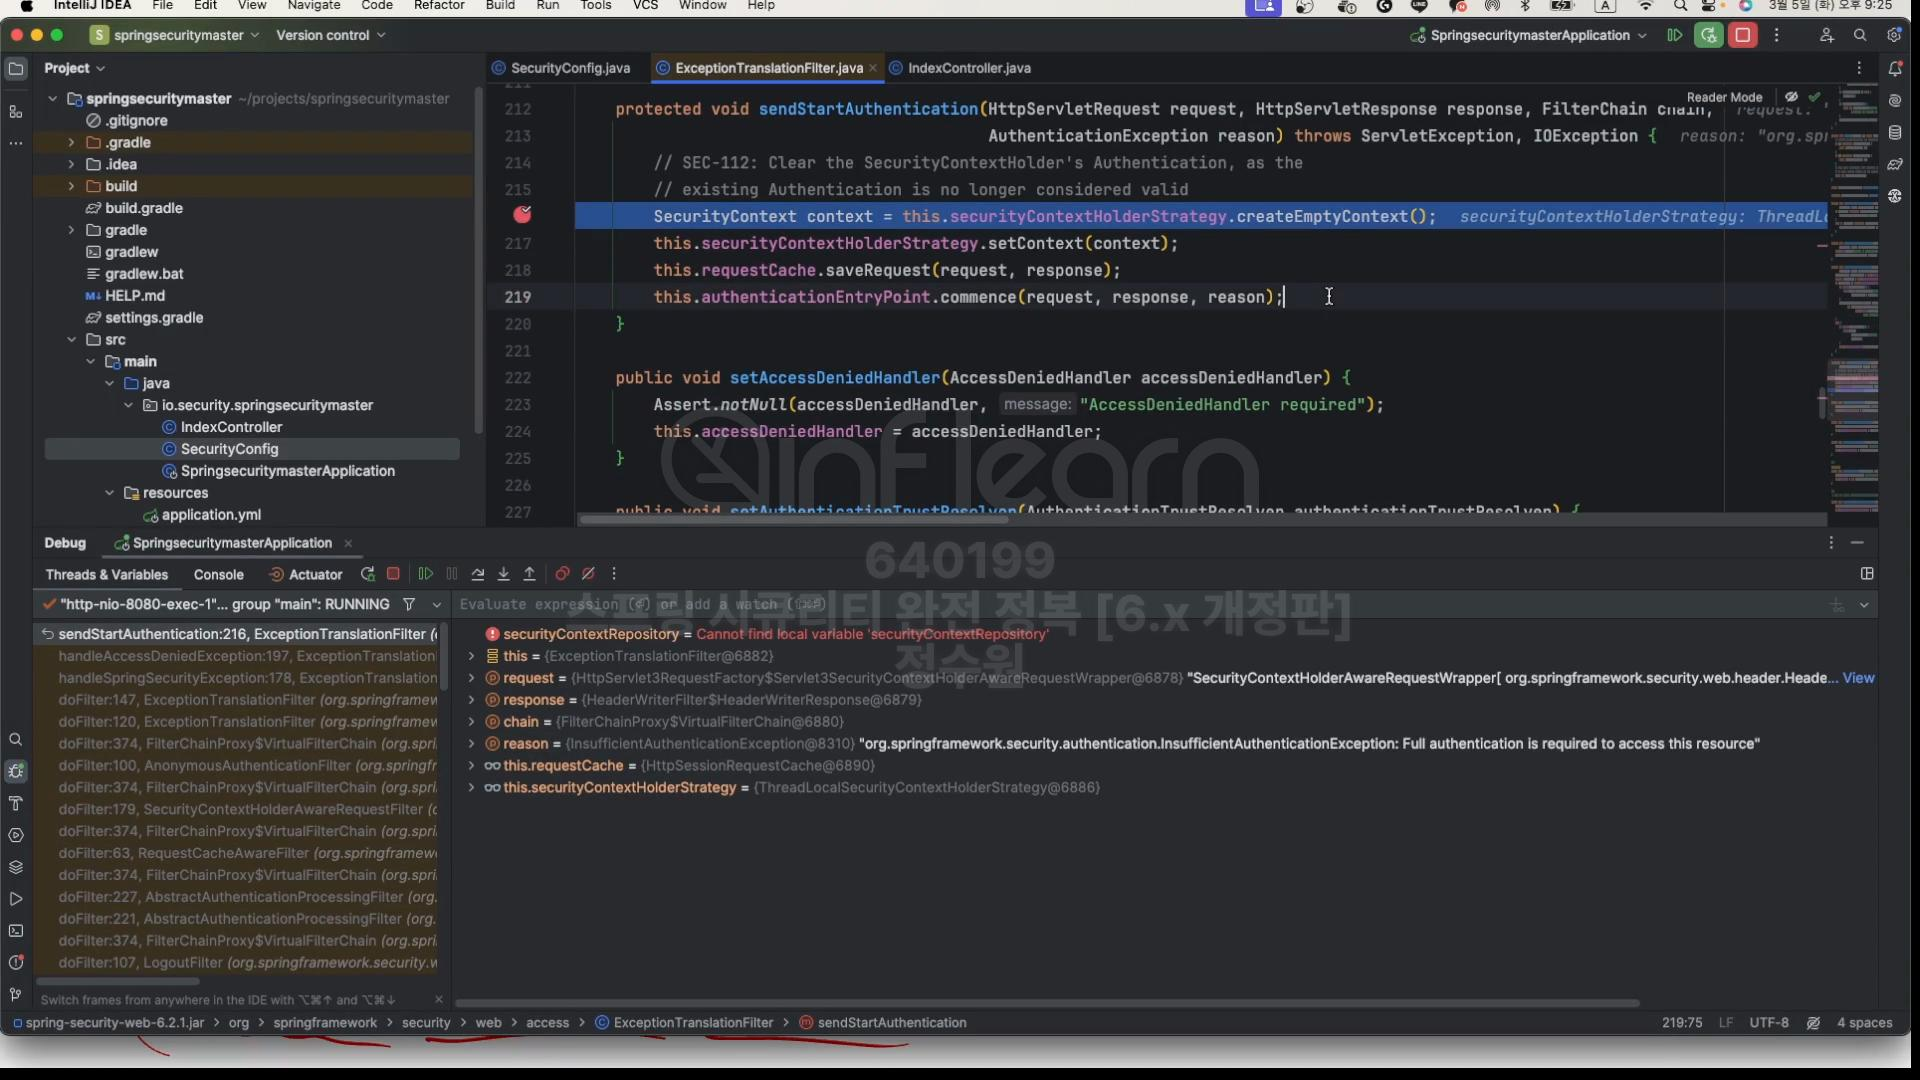 IntelliJ IDEA File Edit View Navigate Code Refactor Build Run Tools VCS Window Help 3월 5일 (화) 오후 9:25
S springsecuritymaster Version control SpringsecuritymasterApplication
Project
SecurityConfig.java ExceptionTranslationFilter.java IndexController.java
springsecuritymaster ~/projects/springsecuritymaster
.gitignore
.gradle
.idea
build
build.gradle
gradle
gradlew
gradlew.bat
M↓ HELP.md
settings.gradle
src
main
java
io.security.springsecuritymaster
IndexController
SecurityConfig
SpringsecuritymasterApplication
resources
application.yml
Reader Mode
211
212 protected void sendStartAuthentication(HttpServletRequest request, HttpServletResponse response, FilterChain chain, request:
213 AuthenticationException reason) throws ServletException, IOException { reason: "org.spr
214 // SEC-112: Clear the SecurityContextHolder's Authentication, as the
215 // existing Authentication is no longer considered valid
SecurityContext context = this.securityContextHolderStrategy.createEmptyContext(); securityContextHolderStrategy: ThreadLo
217 this.securityContextHolderStrategy.setContext(context);
218 this.requestCache.saveRequest(request, response);
219 this.authenticationEntryPoint.commence(request, response, reason);
220 }
221
222 public void setAccessDeniedHandler(AccessDeniedHandler accessDeniedHandler) {
223 Assert.notNull(accessDeniedHandler, message: "AccessDeniedHandler required");
224 this.accessDeniedHandler = accessDeniedHandler;
225 }
226
227 public void setAuthenticationTrustResolver(AuthenticationTrustResolver authenticationTrustResolver) {
inflearn
640199
스프링 시큐리티 완전 정복 [6.x 개정판]
정수원
Debug SpringsecuritymasterApplication
Threads & Variables Console Actuator
"http-nio-8080-exec-1"... group "main": RUNNING
sendStartAuthentication:216, ExceptionTranslationFilter (
handleAccessDeniedException:197, ExceptionTranslation
handleSpringSecurityException:178, ExceptionTranslation
doFilter:147, ExceptionTranslationFilter (org.springframew
doFilter:120, ExceptionTranslationFilter (org.springframew
doFilter:374, FilterChainProxy$VirtualFilterChain (org.spri
doFilter:100, AnonymousAuthenticationFilter (org.springfr
doFilter:374, FilterChainProxy$VirtualFilterChain (org.spri
doFilter:179, SecurityContextHolderAwareRequestFilter (
doFilter:374, FilterChainProxy$VirtualFilterChain (org.spri
doFilter:63, RequestCacheAwareFilter (org.springframew
doFilter:374, FilterChainProxy$VirtualFilterChain (org.spri
doFilter:227, AbstractAuthenticationProcessingFilter (org.
doFilter:221, AbstractAuthenticationProcessingFilter (org.
doFilter:374, FilterChainProxy$VirtualFilterChain (org.spri
doFilter:107, LogoutFilter (org.springframework.security.w
Switch frames from anywhere in the IDE with ⌥⌘↑ and ⌥⌘↓
Evaluate expression (⏎) or add a watch (⇧⌘⏎)
securityContextRepository = Cannot find local variable 'securityContextRepository'
this = {ExceptionTranslationFilter@6882}
request = {HttpServlet3RequestFactory$Servlet3SecurityContextHolderAwareRequestWrapper@6878} "SecurityContextHolderAwareRequestWrapper[ org.springframework.security.web.header.Heade... View
response = {HeaderWriterFilter$HeaderWriterResponse@6879}
chain = {FilterChainProxy$VirtualFilterChain@6880}
reason = {InsufficientAuthenticationException@8310} "org.springframework.security.authentication.InsufficientAuthenticationException: Full authentication is required to access this resource"
this.requestCache = {HttpSessionRequestCache@6890}
this.securityContextHolderStrategy = {ThreadLocalSecurityContextHolderStrategy@6886}
spring-security-web-6.2.1.jar > org > springframework > security > web > access > ExceptionTranslationFilter > sendStartAuthentication 219:75 LF UTF-8 4 spaces